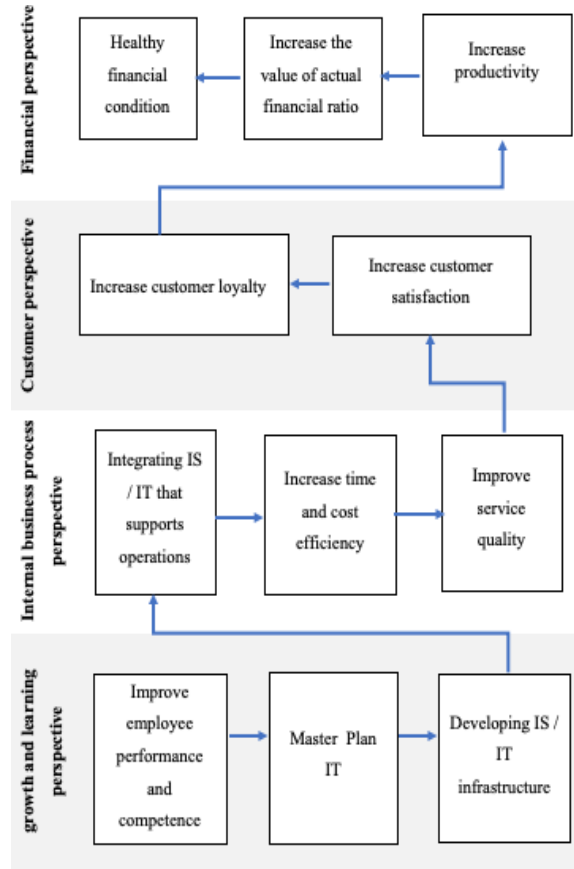 Financial perspective
Healthy
financial
condition
Increase the
value of actual
financial ratio
Increase
productivity
Customer perspective
Increase customer loyalty
Increase customer
satisfaction
Internal business process
perspective
Integrating IS
/ IT that
supports
operations
Increase time
and cost
efficiency
Improve
service
quality
growth and learning
perspective
Improve
employee
performance
and
competence
Master Plan
IT
Developing IS /
IT
infrastructure